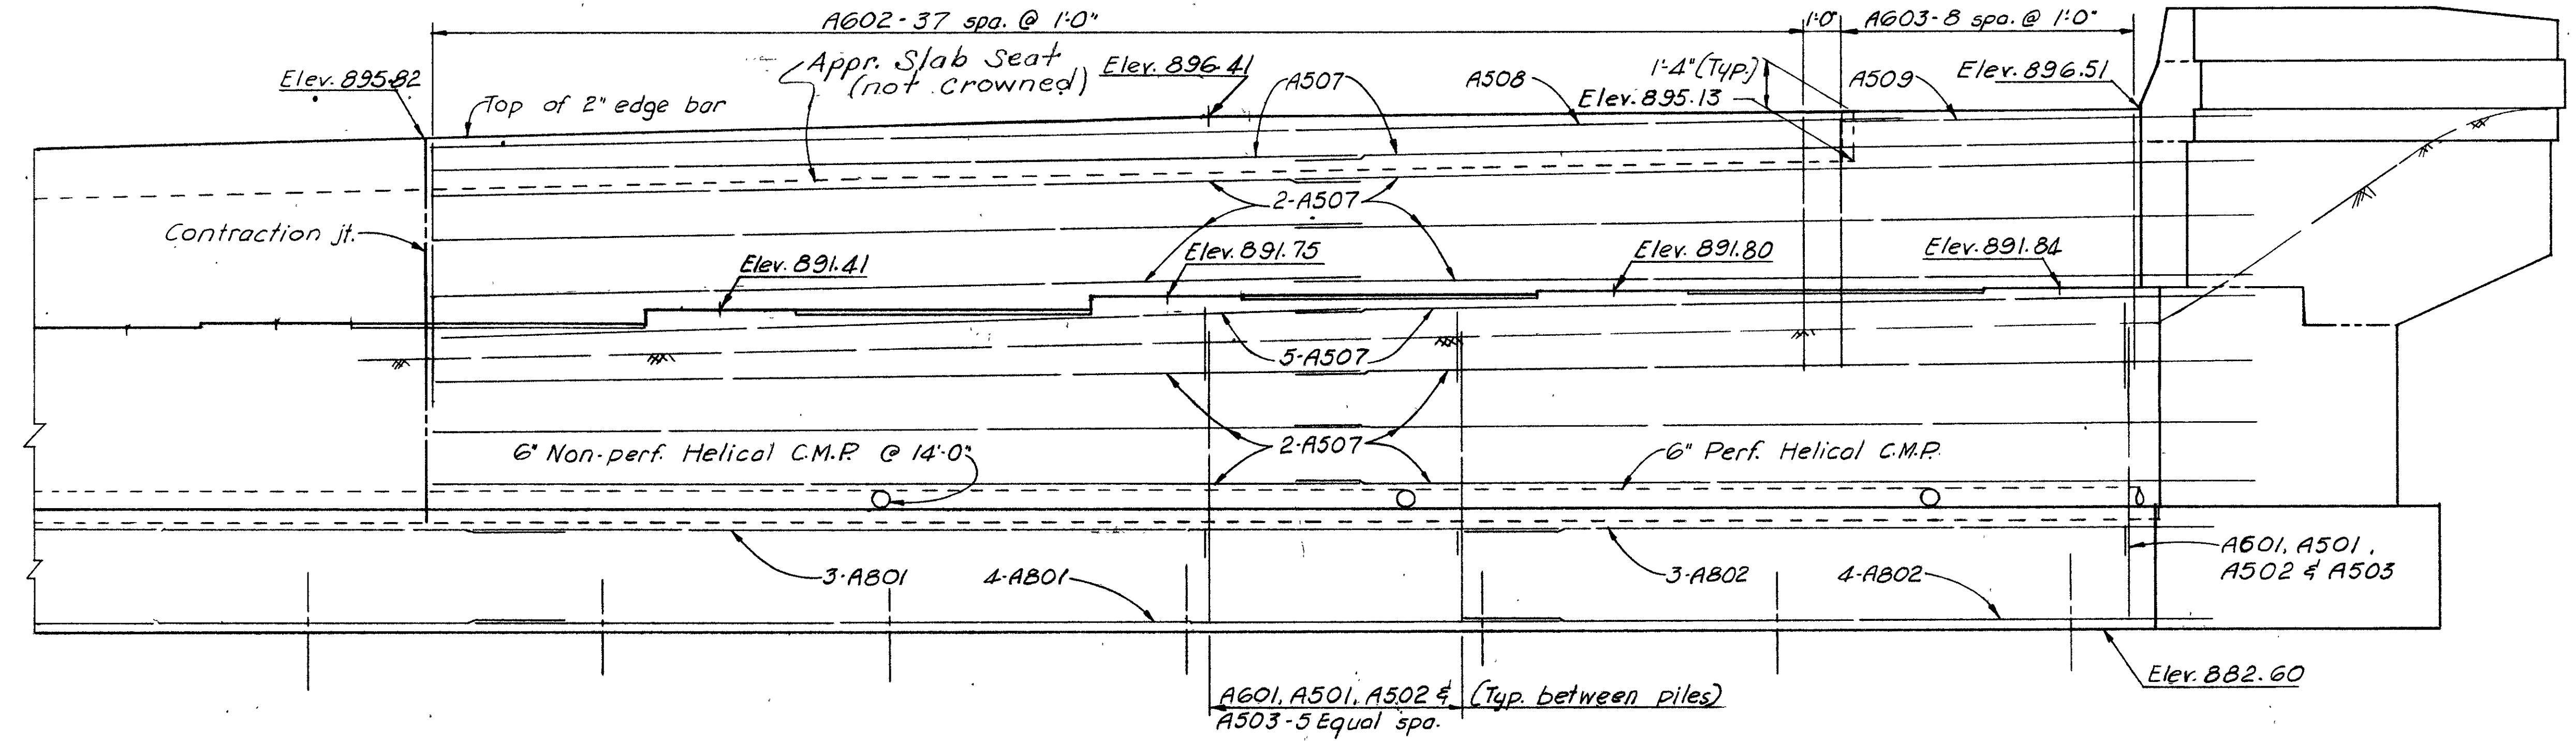 A602-37 spa. @ 1'-0"
1'-0"
A603-8 spa. @ 1'-0"
Elev. 895.82
Appr. Slab Seat
(not crowned)
Elev. 896.41
A507
A508
1'-4" (Typ.)
A509
Elev. 896.51
Top of 2" edge bar
Elev. 895.13
2-A507
Contraction jt.
Elev. 891.41
Elev. 891.75
Elev. 891.80
Elev. 891.84
5-A507
6" Non-perf. Helical C.M.P. @ 14'-0"
2-A507
6" Perf. Helical C.M.P.
3-A801
4-A801
3-A802
4-A802
A601, A501,
A502 & A503
Elev. 882.60
A601, A501, A502 & (Typ. between piles)
A503-5 Equal spa.